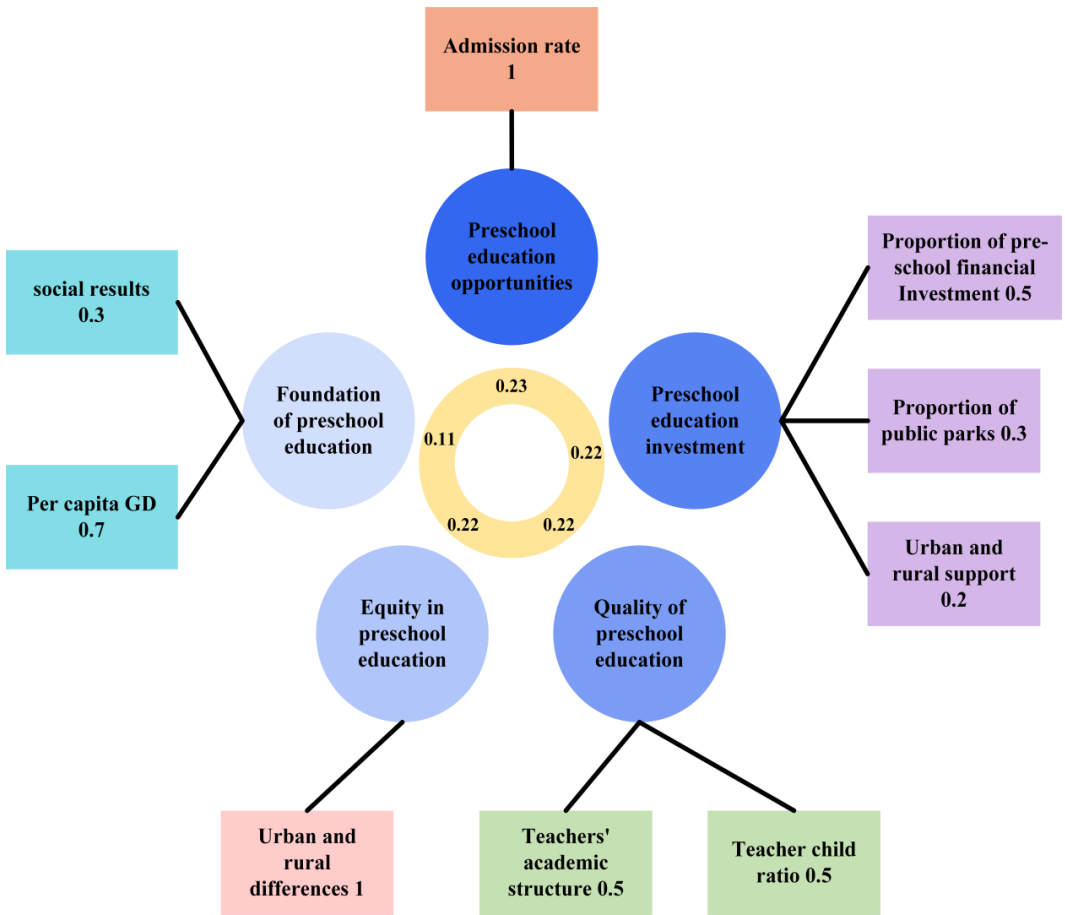 Admission rate
1
Preschool
education
opportunities
social results
0.3
Per capita GD
0.7
Foundation
of preschool
education
0.23
0.11
0.22
0.22
0.22
Preschool
education
investment
Proportion of pre-
school financial
Investment 0.5
Proportion of
public parks 0.3
Urban and
rural support
0.2
Equity in
preschool
education
Quality of
preschool
education
Urban and
rural
differences 1
Teachers'
academic
structure 0.5
Teacher child
ratio 0.5